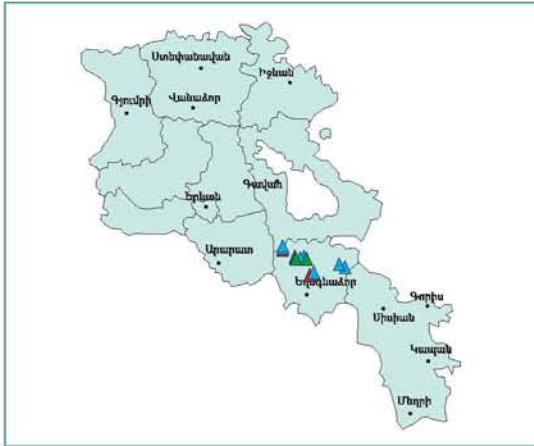 Ստեփանավան
Իջևան
Գյումրի
Վանաձոր
Գավառ
Երևան
Արարատ
Եղեգնաձոր
Գորիս
Սիսիան
Կապան
Մեղրի